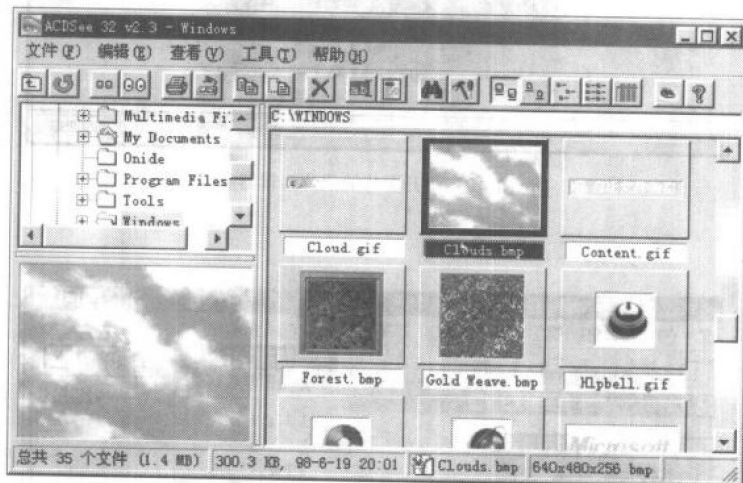 ACDSee 32 v2.3 - Windows
文件(F) 编辑(E) 查看(V) 工具(T) 帮助(H)
C:\WINDOWS
Multimedia Fi
My Documents
Onide
Program Files
Tools
Windows
Cloud.gif Clouds.bmp Content.gif
Forest.bmp Gold Weave.bmp Hlpbell.gif
Microsoft
总共 35 个文件 (1.4 MB) 300.3 KB, 98-6-19 20:01 Clouds.bmp 640x480x256 bmp